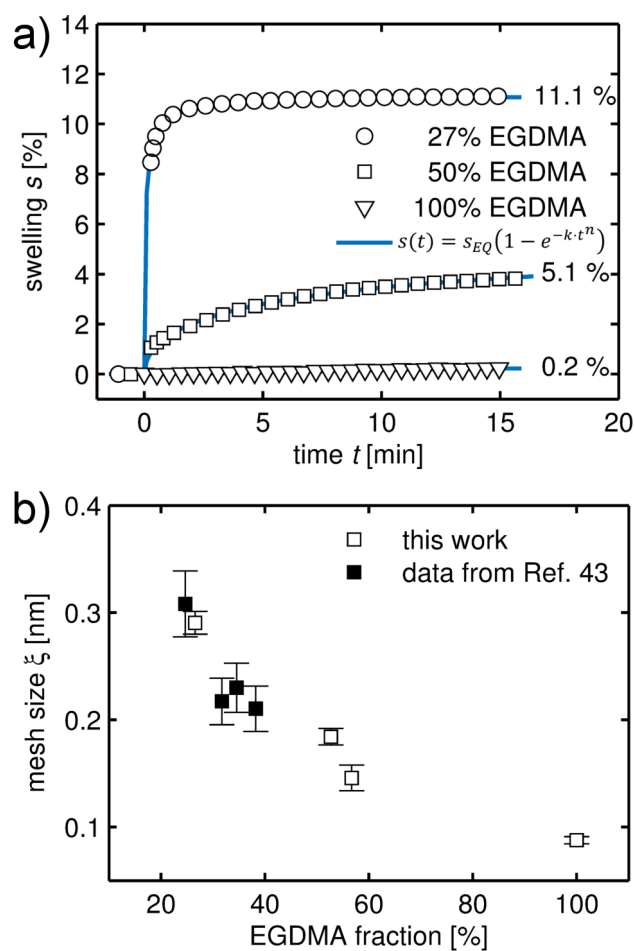 a)
14
12
10
8
6
4
2
0
swelling s [%]
11.1 %
27% EGDMA
50% EGDMA
100% EGDMA
s(t) = s_EQ(1 − e^{−k·t^n})
5.1 %
0.2 %
0 5 10 15 20
time t [min]
b)
0.4
0.3
0.2
0.1
mesh size ξ [nm]
this work
data from Ref. 43
20 40 60 80 100
EGDMA fraction [%]